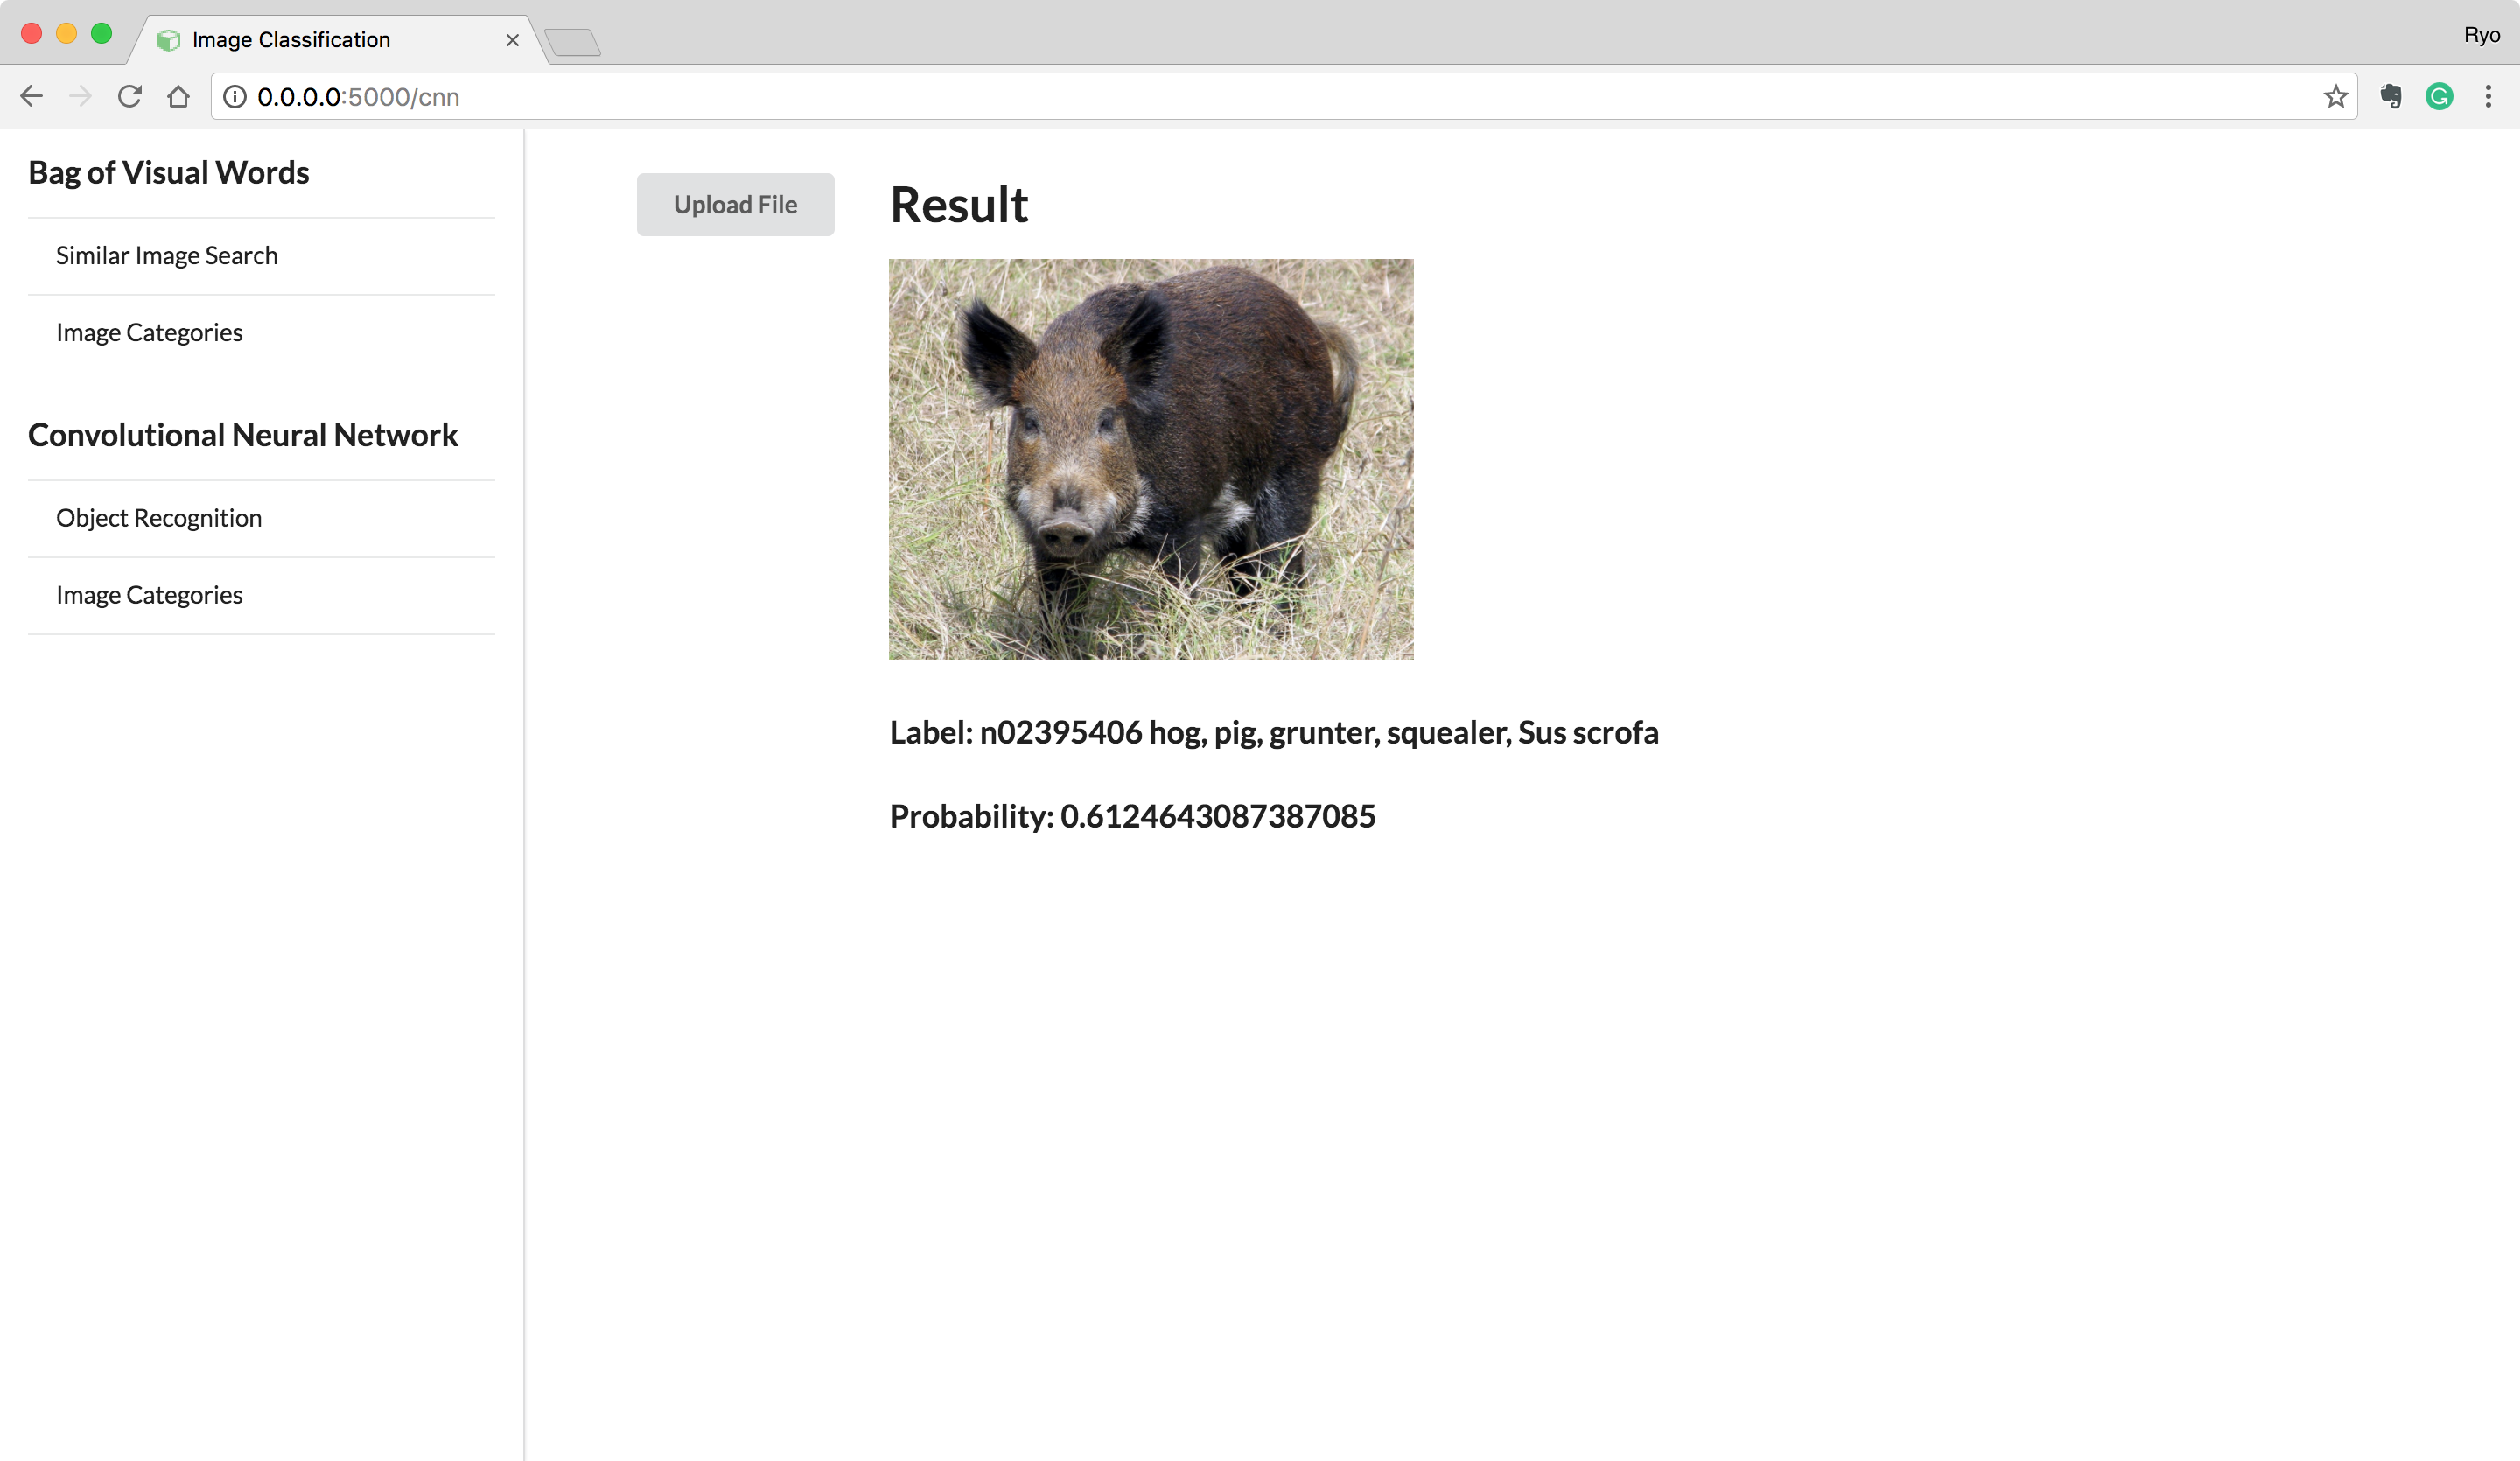 Image Classification
Ryo
0.0.0.0:5000/cnn
Bag of Visual Words
Similar Image Search
Image Categories
Convolutional Neural Network
Object Recognition
Image Categories
Upload File
Result
Label: n02395406 hog, pig, grunter, squealer, Sus scrofa
Probability: 0.6124643087387085